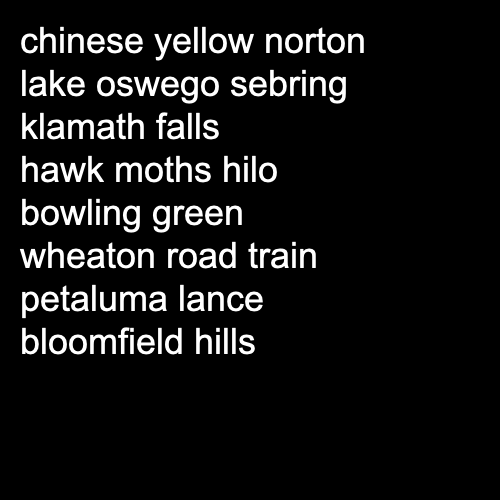 chinese yellow norton
lake oswego sebring
klamath falls
hawk moths hilo
bowling green
wheaton road train
petaluma lance
bloomfield hills